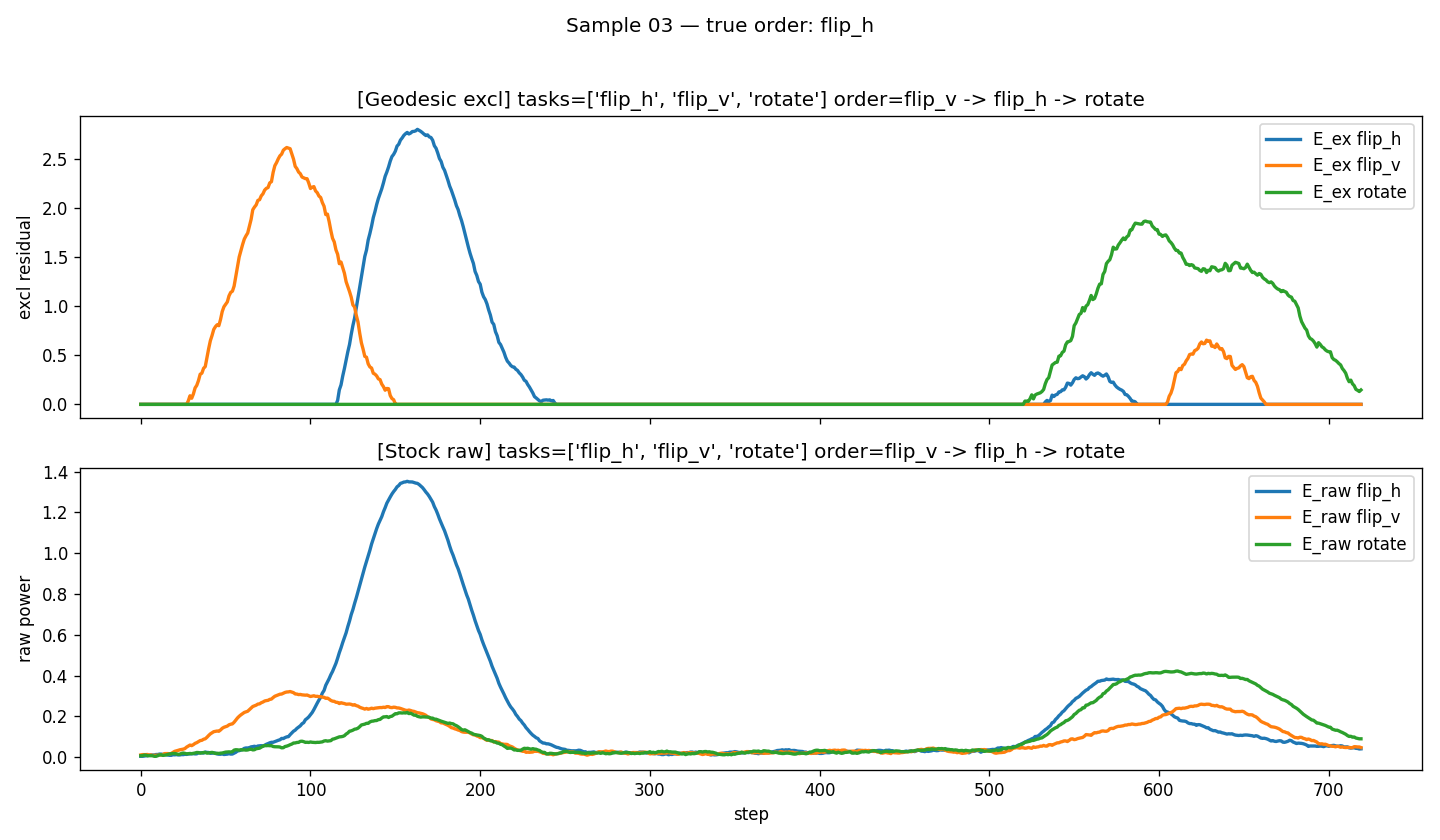 Sample 03 — true order: flip_h
[Geodesic excl] tasks=['flip_h', 'flip_v', 'rotate'] order=flip_v -> flip_h -> rotate
excl residual
2.5
2.0
1.5
1.0
0.5
0.0
E_ex flip_h
E_ex flip_v
E_ex rotate
[Stock raw] tasks=['flip_h', 'flip_v', 'rotate'] order=flip_v -> flip_h -> rotate
raw power
1.4
1.2
1.0
0.8
0.6
0.4
0.2
0.0
E_raw flip_h
E_raw flip_v
E_raw rotate
0 100 200 300 400 500 600 700
step